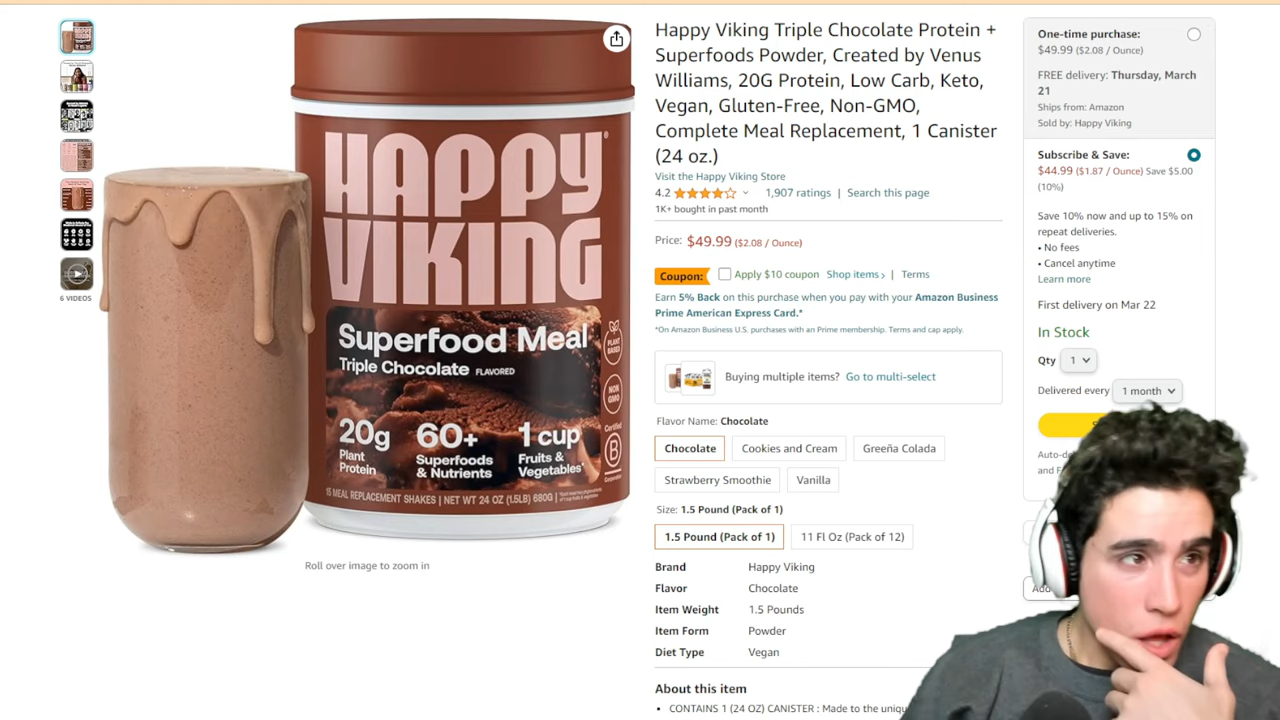 6 VIDEOS
HAPPY
VIKING
Superfood Meal
Triple Chocolate FLAVORED
PLANT
BASED
NON
GMO
20g
Plant
Protein
60+
Superfoods
& Nutrients
1 cup
Fruits &
Vegetables*
Certified
B
Corporation
15 MEAL REPLACEMENT SHAKES | NET WT 24 OZ (1.5LB) 680G
Roll over image to zoom in
Happy Viking Triple Chocolate Protein +
Superfoods Powder, Created by Venus
Williams, 20G Protein, Low Carb, Keto,
Vegan, Gluten-Free, Non-GMO,
Complete Meal Replacement, 1 Canister
(24 oz.)
Visit the Happy Viking Store
4.2 1,907 ratings | Search this page
1K+ bought in past month
Price: $49.99 ($2.08 / Ounce)
Coupon: Apply $10 coupon Shop items › | Terms
Earn 5% Back on this purchase when you pay with your Amazon Business
Prime American Express Card.*
*On Amazon Business U.S. purchases with an Prime membership. Terms and cap apply.
Buying multiple items? Go to multi-select
Flavor Name: Chocolate
Chocolate
Cookies and Cream
Greeña Colada
Strawberry Smoothie
Vanilla
Size: 1.5 Pound (Pack of 1)
1.5 Pound (Pack of 1)
11 Fl Oz (Pack of 12)
Brand Happy Viking
Flavor Chocolate
Item Weight 1.5 Pounds
Item Form Powder
Diet Type Vegan
About this item
• CONTAINS 1 (24 OZ) CANISTER : Made to the
One-time purchase:
$49.99 ($2.08 / Ounce)
FREE delivery: Thursday, March
21
Ships from: Amazon
Sold by: Happy Viking
Subscribe & Save:
$44.99 ($1.87 / Ounce) Save $5.00
(10%)
Save 10% now and up to 15% on
repeat deliveries.
• No fees
• Cancel anytime
Learn more
First delivery on Mar 22
In Stock
Qty 1
Delivered every 1 month